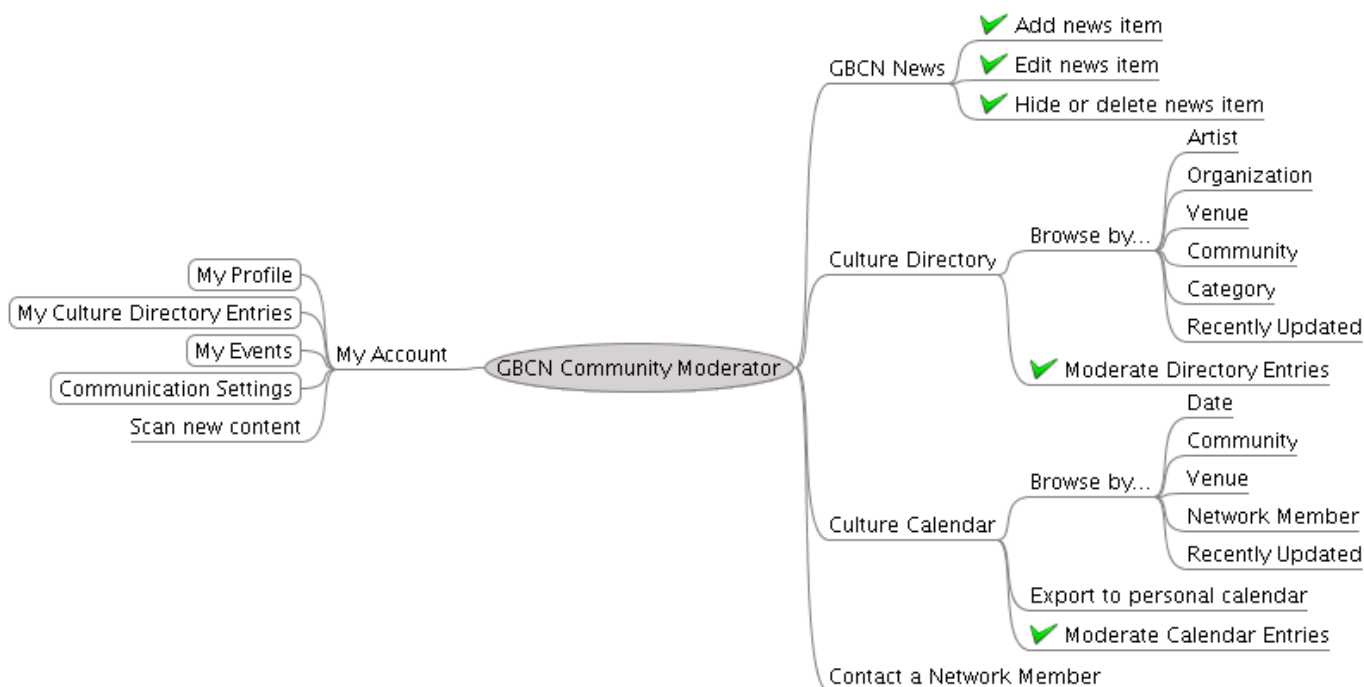 My Profile
My Culture Directory Entries
My Events
Communication Settings
Scan new content
My Account
GBCN Community Moderator
GBCN News
Add news item
Edit news item
Hide or delete news item
Culture Directory
Browse by...
Artist
Organization
Venue
Community
Category
Recently Updated
Moderate Directory Entries
Culture Calendar
Browse by...
Date
Community
Venue
Network Member
Recently Updated
Export to personal calendar
Moderate Calendar Entries
Contact a Network Member